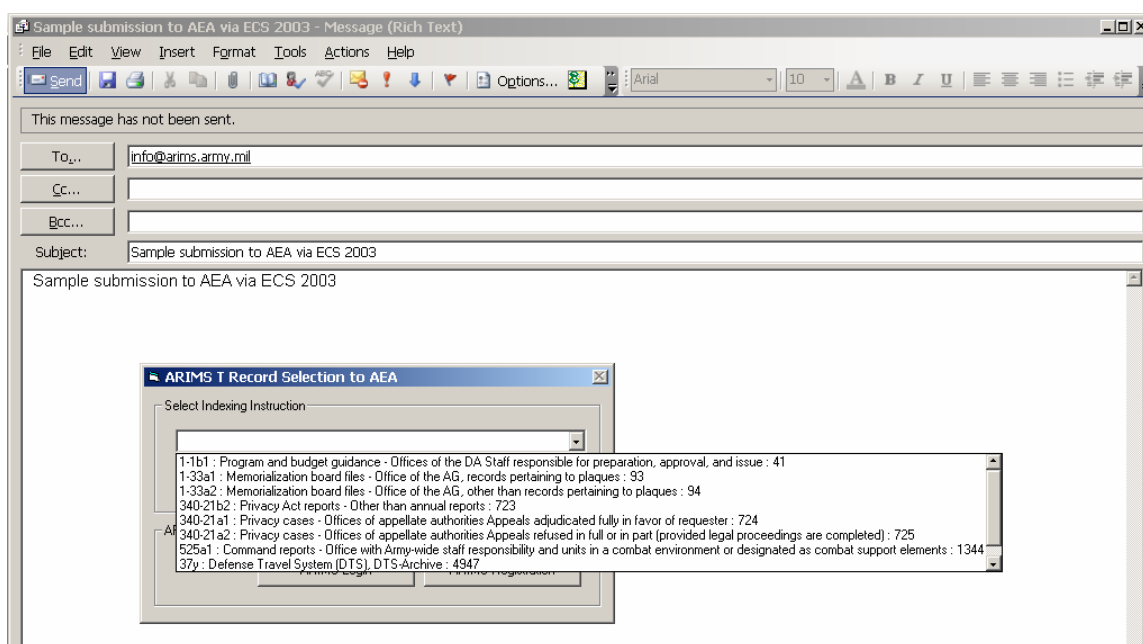 Sample submission to AEA via ECS 2003 - Message (Rich Text)
File Edit View Insert Format Tools Actions Help
Send Options... Arial 10 A B I U
This message has not been sent.
To... info@arims.army.mil
Cc...
Bcc...
Subject: Sample submission to AEA via ECS 2003
Sample submission to AEA via ECS 2003
ARIMS T Record Selection to AEA
Select Indexing Instruction
1-1b1 : Program and budget guidance - Offices of the DA Staff responsible for preparation, approval, and issue : 41
1-33a1 : Memorialization board files - Office of the AG, records pertaining to plaques : 93
1-33a2 : Memorialization board files - Office of the AG, other than records pertaining to plaques : 94
340-21b2 : Privacy Act reports - Other than annual reports : 723
340-21a1 : Privacy cases - Offices of appellate authorities Appeals adjudicated fully in favor of requester : 724
340-21a2 : Privacy cases - Offices of appellate authorities Appeals refused in full or in part (provided legal proceedings are completed) : 725
525a1 : Command reports - Office with Army-wide staff responsibility and units in a combat environment or designated as combat support elements : 1344
37y : Defense Travel System (DTS), DTS-Archive : 4947